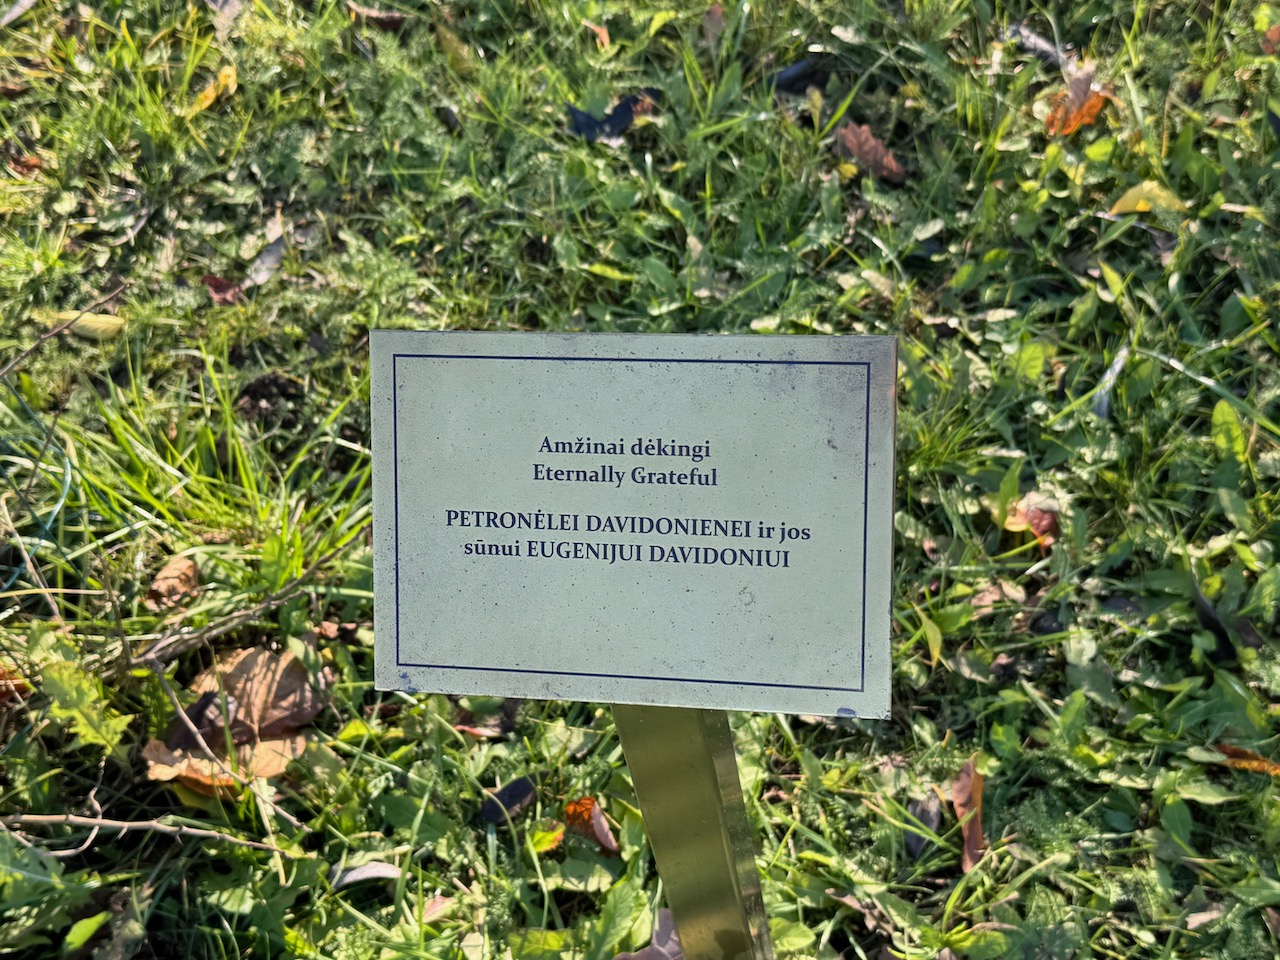 Amžinai dėkingi
Eternally Grateful
PETRONĖLEI DAVIDONIENEI ir jos
sūnui EUGENIJUI DAVIDONIUI